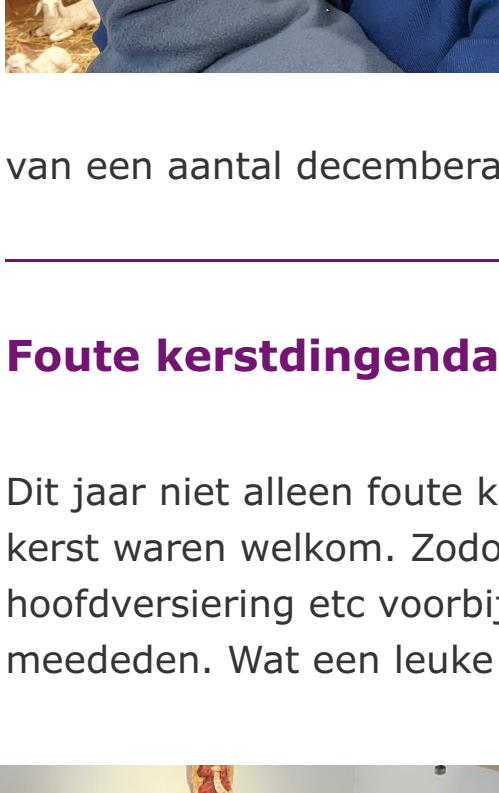 van een aantal decembera
Foute kerstdingenda
Dit jaar niet alleen foute k
kerst waren welkom. Zodo
hoofdversiering etc voorbij
meededen. Wat een leuke